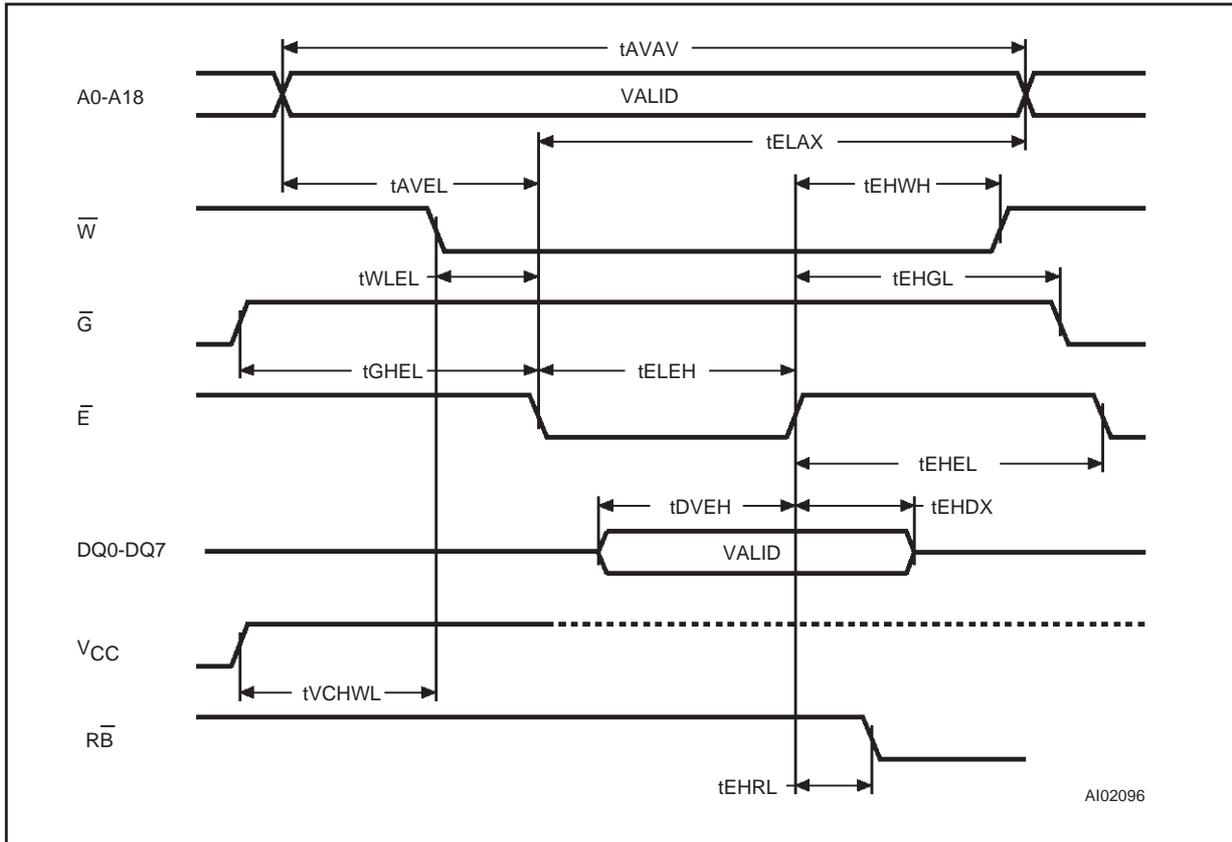 tAVAV
A0-A18
VALID
tELAX
tAVEL
tEHWH
W̅
tWLEL
tEHGL
G̅
tGHEL
tELEH
E̅
tEHEL
tDVEH
tEHDX
DQ0-DQ7
VALID
VCC
tVCHWL
RB̅
tEHRL
AI02096